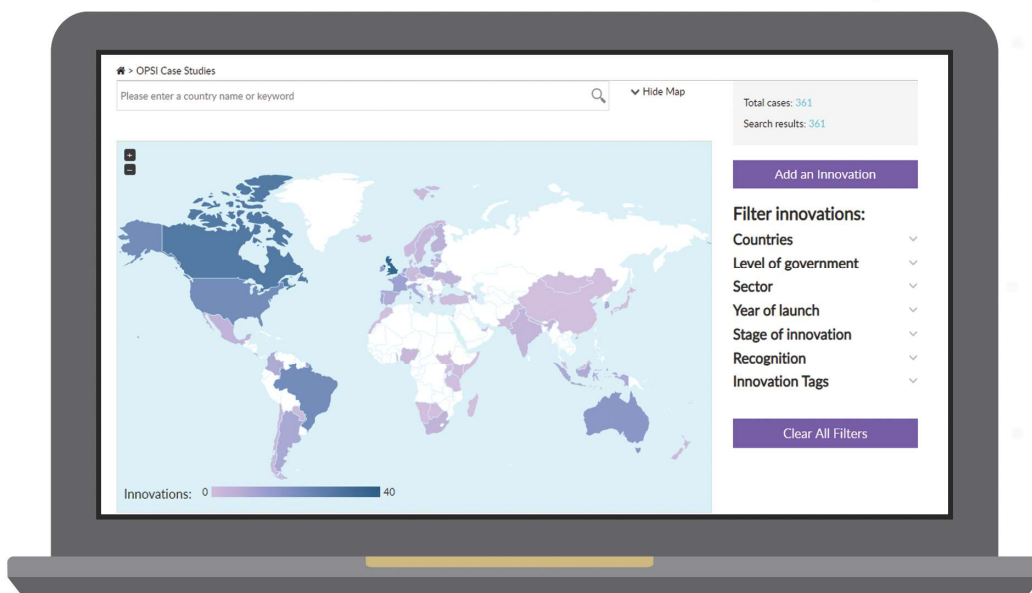 > OPSI Case Studies
Please enter a country name or keyword
Hide Map
Total cases: 361
Search results: 361
+
−
Add an Innovation
Filter innovations:
Countries
Level of government
Sector
Year of launch
Stage of innovation
Recognition
Innovation Tags
Clear All Filters
Innovations: 0 40